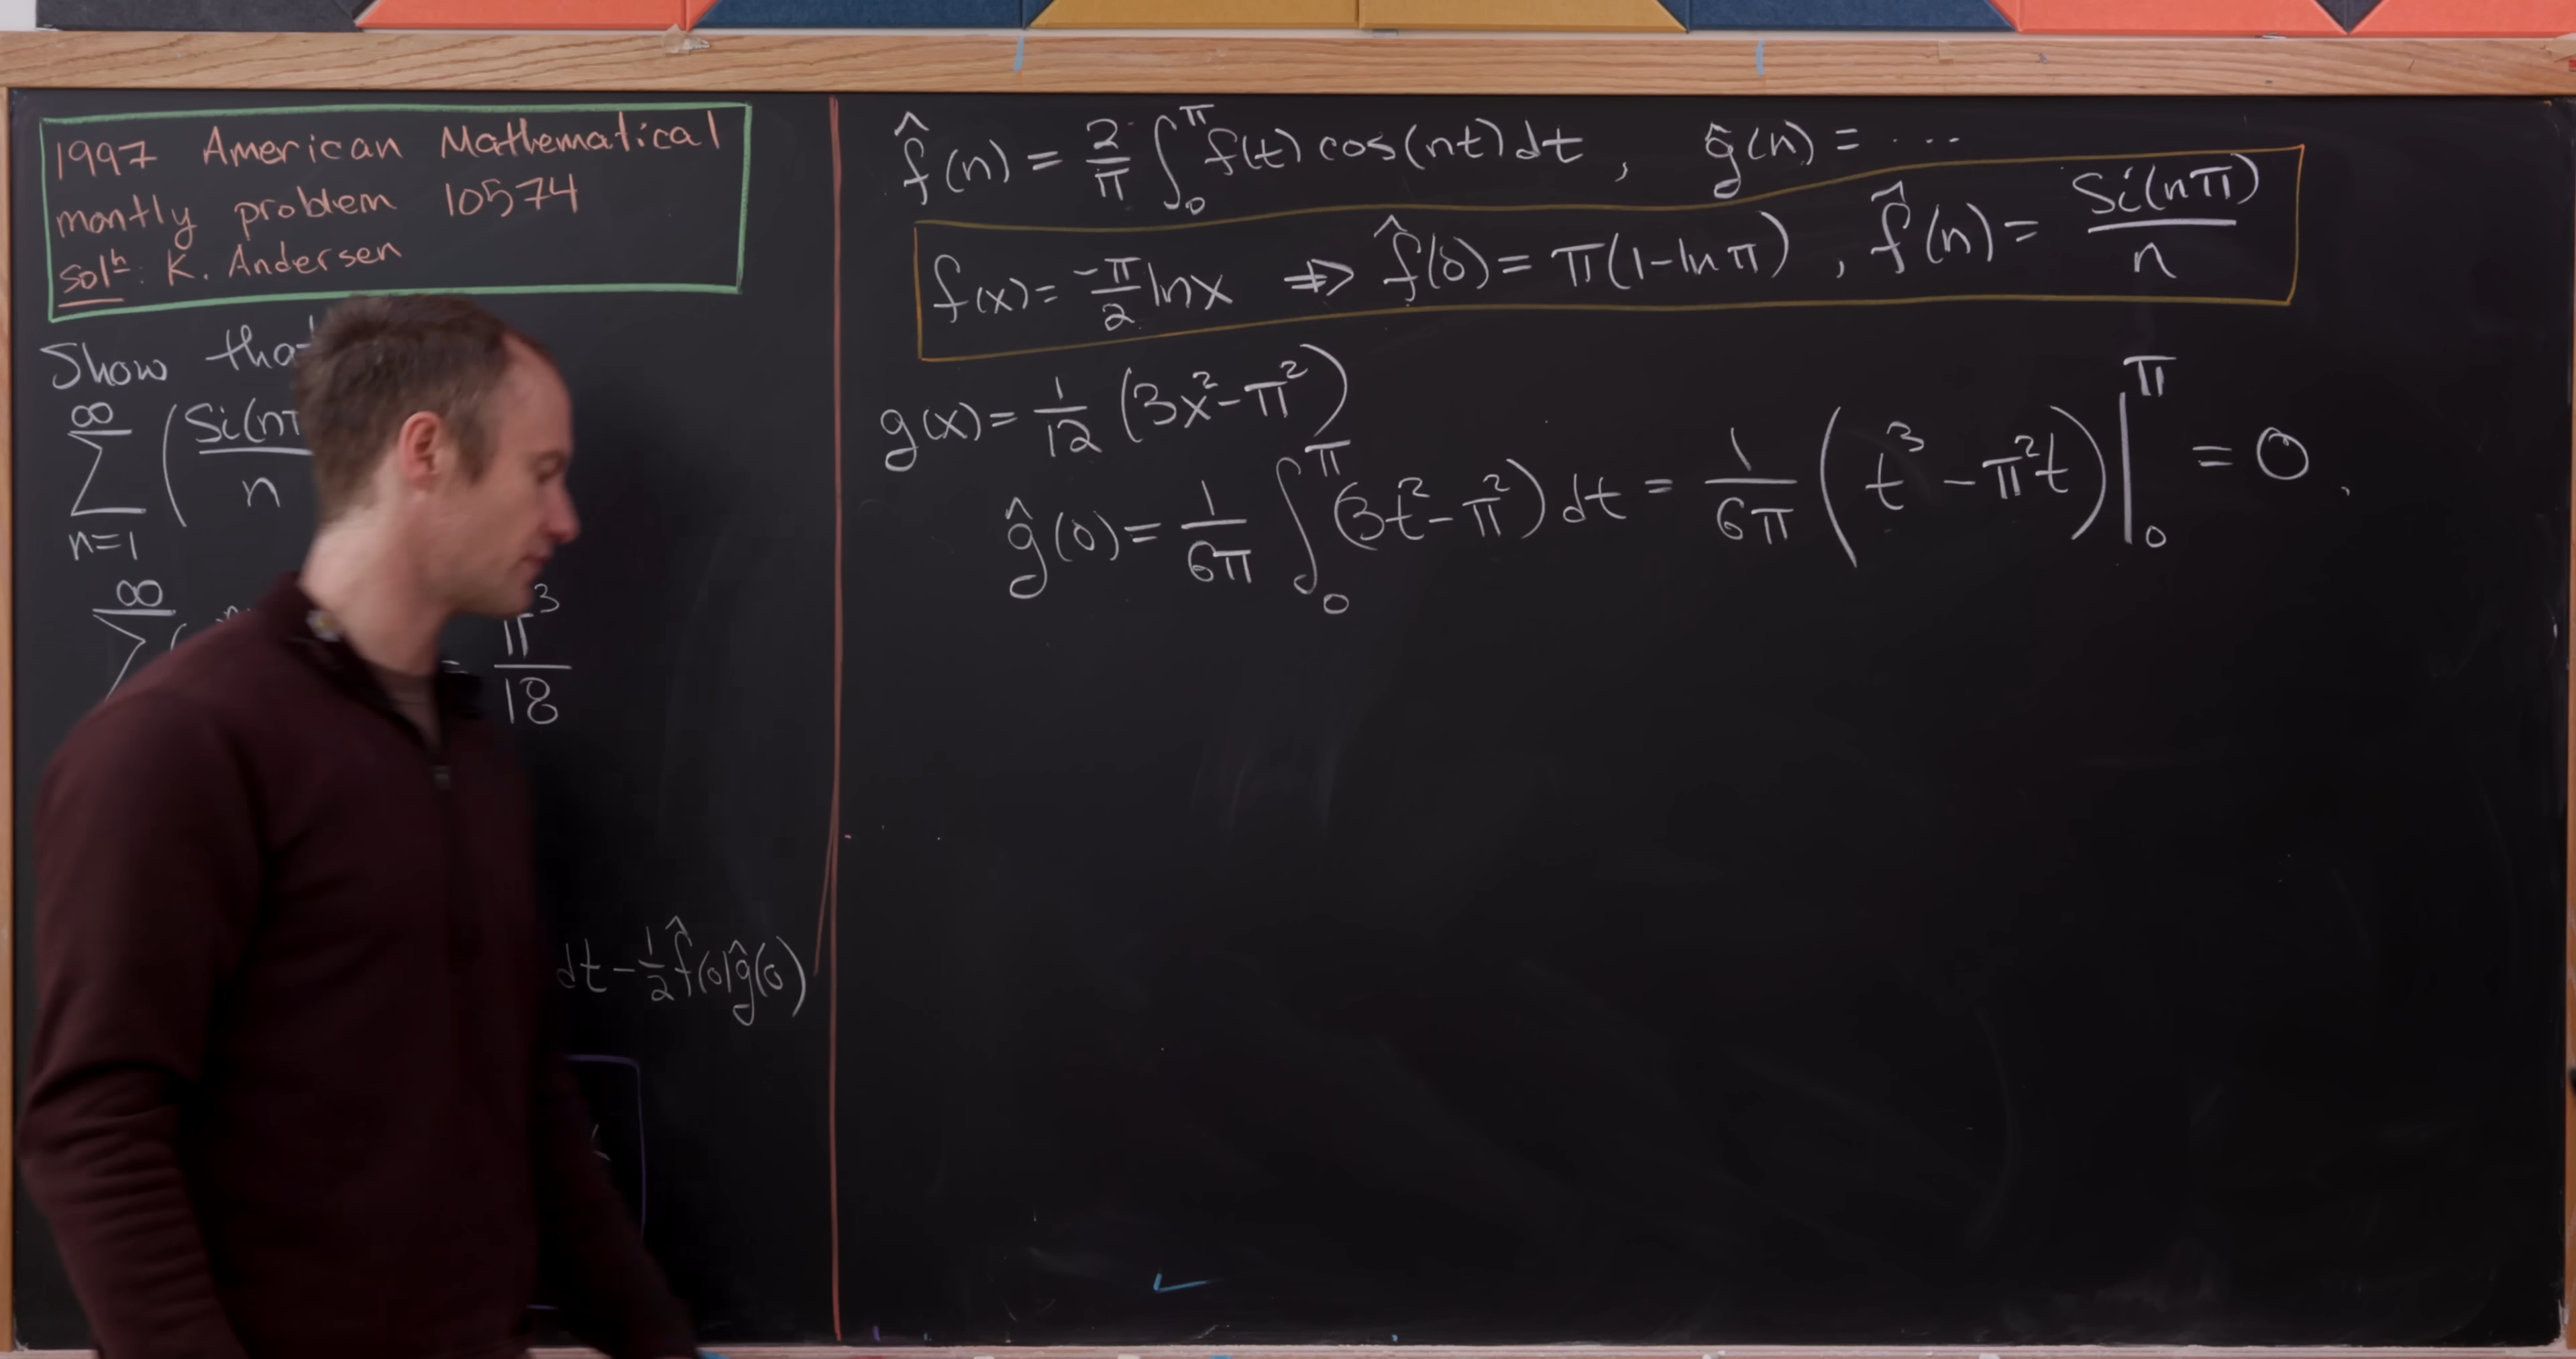 1997 American Mathematical
montly problem 10574
solⁿ: K. Andersen
Show tha
∞
∑ ( Si(nπ
n=1 n
∞
∑ ( = π³/18
dt - 1/2 f̂(0)ĝ(0)
f̂(n) = 2/π ∫₀^π f(t) cos(nt) dt , ĝ(n) = ...
f(x) = -π/2 ln x ⇒ f̂(0) = π(1-ln π) , f̂(n) = Si(nπ)/n
g(x) = 1/12 (3x² - π²)
ĝ(0) = 1/6π ∫₀^π (3t² - π²) dt = 1/6π (t³ - π²t) |₀^π = 0 .